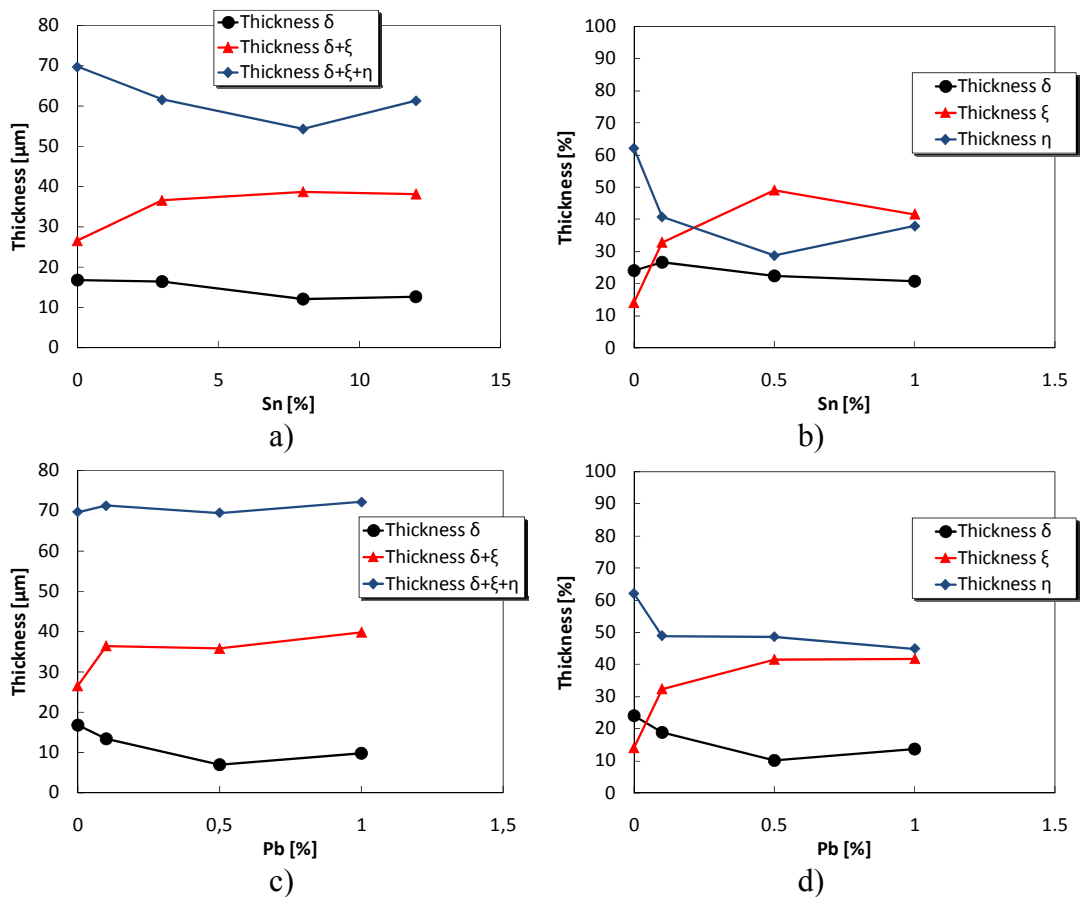 Thickness δ
Thickness δ+ξ
Thickness δ+ξ+η
80
70
60
50
40
30
20
10
0
Thickness [µm]
0
5
10
15
Sn [%]
a)
Thickness δ
Thickness ξ
Thickness η
100
90
80
70
60
50
40
30
20
10
0
Thickness [%]
0
0.5
1
1.5
Sn [%]
b)
Thickness δ
Thickness δ+ξ
Thickness δ+ξ+η
80
70
60
50
40
30
20
10
0
Thickness [µm]
0
0,5
1
1,5
Pb [%]
c)
Thickness δ
Thickness ξ
Thickness η
100
90
80
70
60
50
40
30
20
10
0
Thickness [%]
0
0.5
1
1.5
Pb [%]
d)